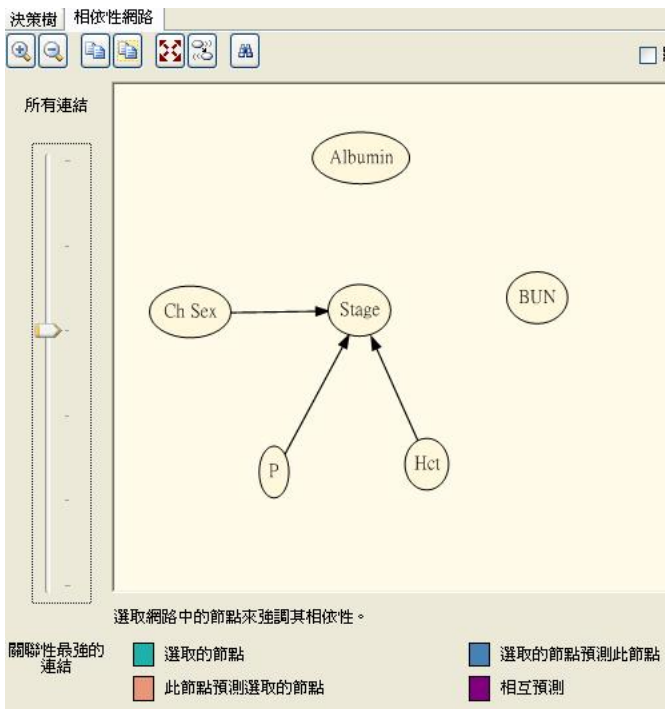 決策樹 相依性網路
所有連結
Albumin
Ch Sex
Stage
BUN
P
Hct
選取網路中的節點來強調其相依性。
關聯性最強的
連結
選取的節點
選取的節點預測此節點
此節點預測選取的節點
相互預測